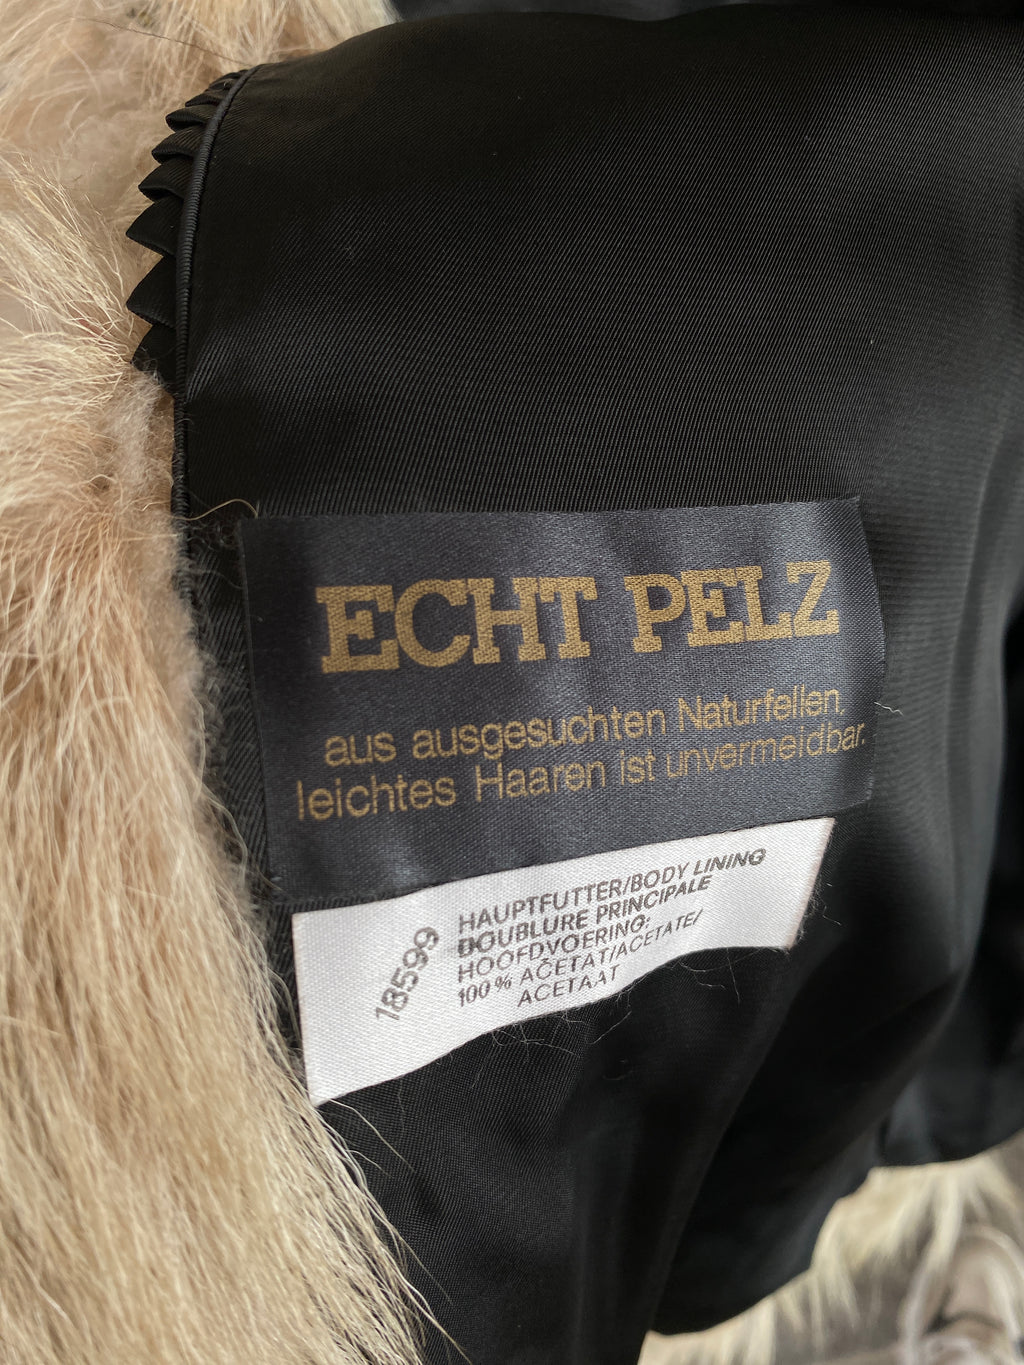 ECHT PELZ
aus ausgesuchten Naturfellen
leichtes Haaren ist unvermeidbar.
18599
HAUPTFUTTER/BODY LINING
DOUBLURE PRINCIPALE
HOOFDVOERING:
100% ACETAT/ACETATE/
ACETAAT